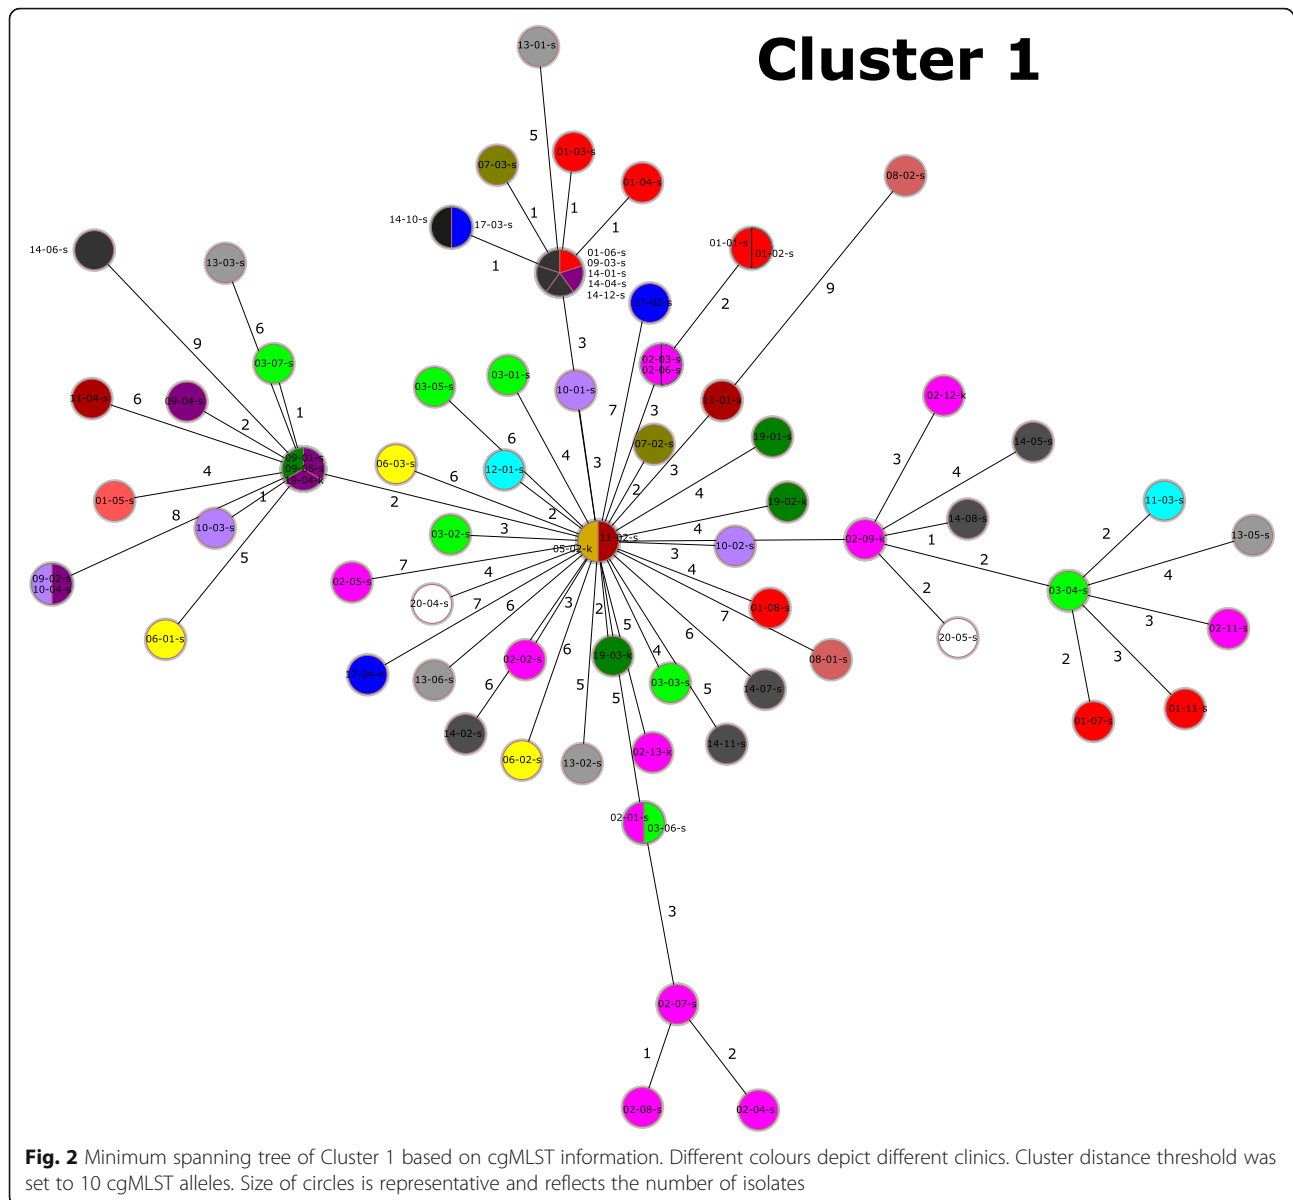 Cluster 1
13-01-s
5
07-03-s
01-03-s
01-04-s
08-02-s
1
1
1
14-10-s
17-03-s
1
01-06-s
09-03-s
14-01-s
14-04-s
14-12-s
01-01-s
01-02-s
14-06-s
13-03-s
17-02-s
2
9
9
6
03-07-s
3
02-03-s
02-06-s
11-04-s
6
09-04-s
2
1
03-05-s
03-01-s
10-01-s
7
3
11-01-s
02-12-k
09-01-s
09-05-s
19-04-k
06-03-s
6
12-01-s
6
4
3
07-02-s
3
19-01-s
14-05-s
4
01-05-s
8
1
10-03-s
2
2
2
4
19-02-k
3
4
11-03-s
03-02-s
3
11-02-s
05-02-k
4
3
10-02-s
02-09-k
14-08-s
1
2
13-05-s
5
09-02-s
10-04-s
02-05-s
7
4
20-04-s
7
6
3
2
4
7
01-08-s
2
2
03-04-s
4
3
02-11-s
06-01-s
5
6
20-05-s
17-04-k
13-06-s
02-02-s
6
6
19-03-k
4
03-03-s
08-01-s
2
3
14-02-s
5
5
5
14-07-s
01-07-s
01-11-s
06-02-s
13-02-s
02-13-k
14-11-s
02-01-s
03-06-s
3
02-07-s
1
2
02-08-s
02-04-s
Fig. 2 Minimum spanning tree of Cluster 1 based on cgMLST information. Different colours depict different clinics. Cluster distance threshold was
set to 10 cgMLST alleles. Size of circles is representative and reflects the number of isolates